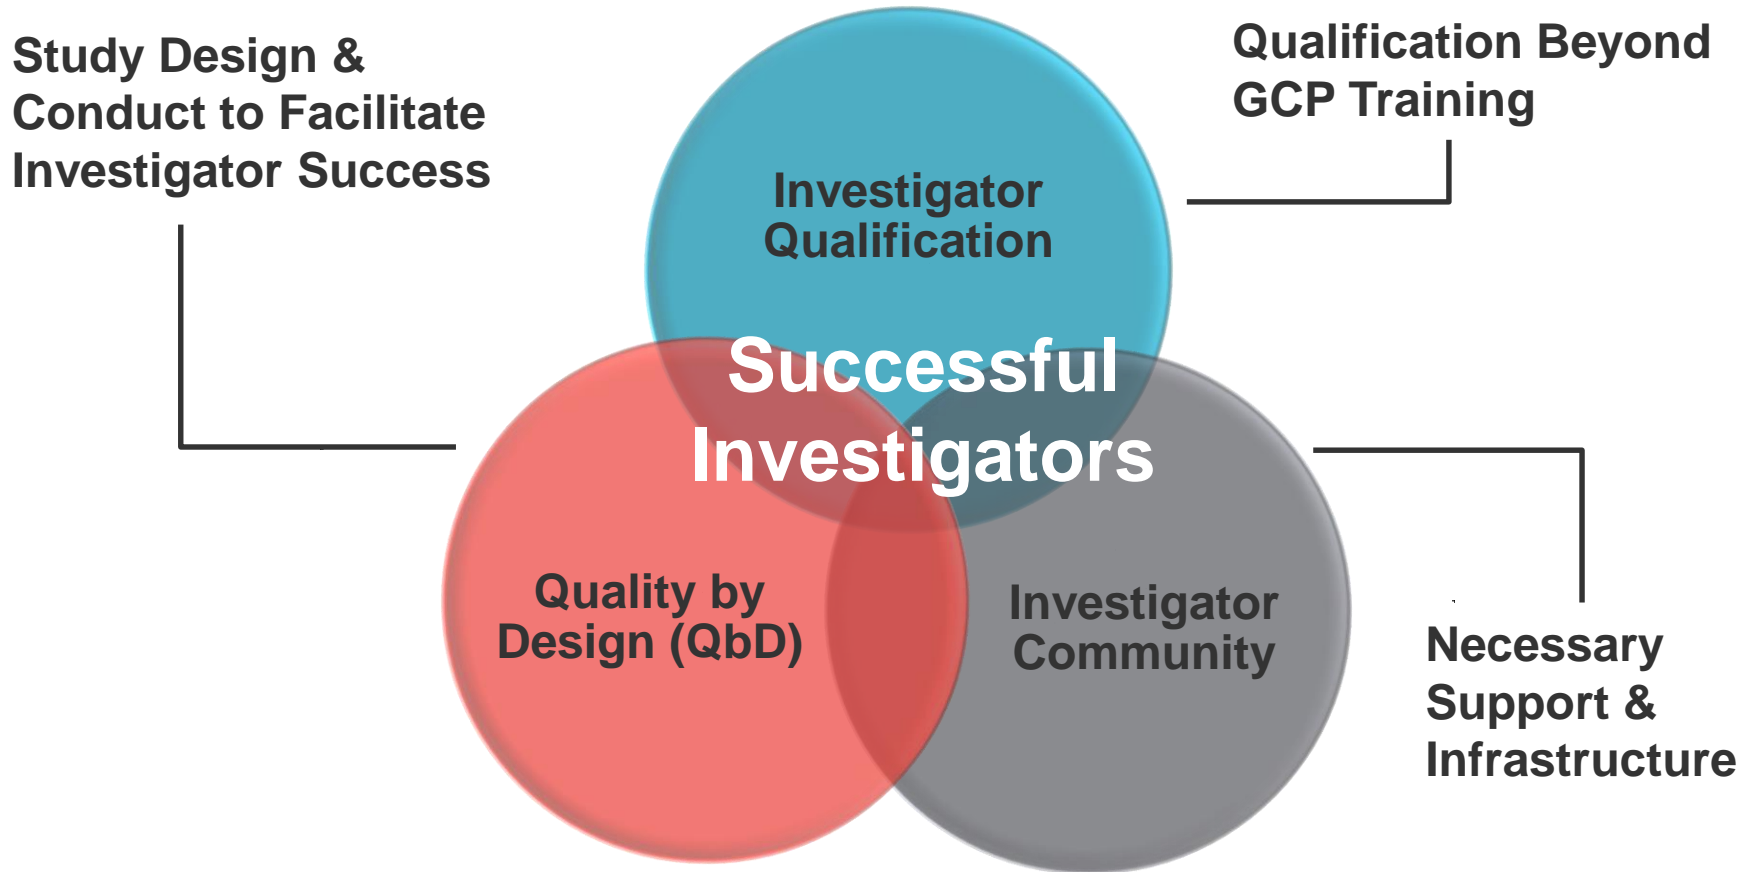 Study Design &
Conduct to Facilitate
Investigator Success
Qualification Beyond
GCP Training
Investigator
Qualification
Successful
Investigators
Quality by
Design (QbD)
Investigator
Community
Necessary
Support &
Infrastructure